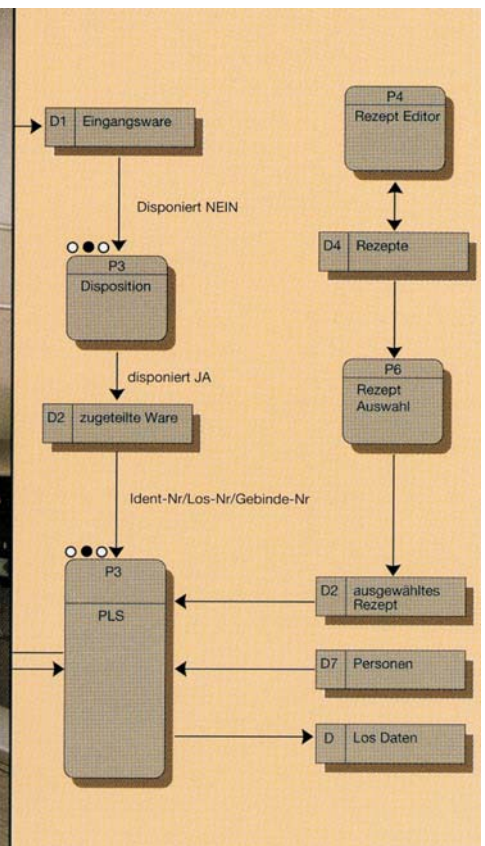 P4
Rezept Editor
D1 Eingangsware
Disponiert NEIN
D4 Rezepte
P3
Disposition
disponiert JA
P6
Rezept
Auswahl
D2 zugeteilte Ware
Ident-Nr/Los-Nr/Gebinde-Nr
P3
PLS
D2 ausgewähltes
Rezept
D7 Personen
D Los Daten